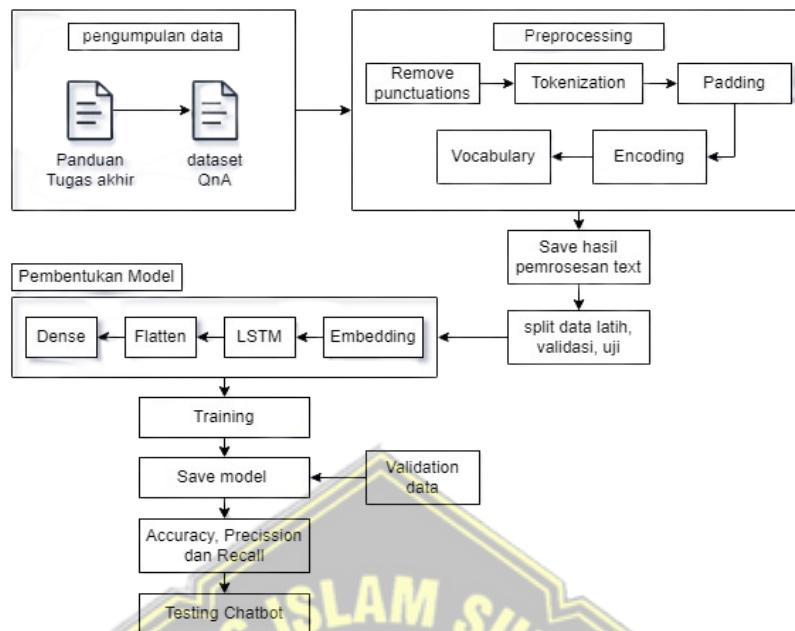 pengumpulan data
Panduan
Tugas akhir
dataset
QnA
Preprocessing
Remove
punctuations
Tokenization
Padding
Vocabulary
Encoding
Save hasil
pemrosesan text
split data latih,
validasi, uji
Pembentukan Model
Dense
Flatten
LSTM
Embedding
Training
Save model
Validation
data
Accuracy, Precission
dan Recall
Testing Chatbot
ISLAM SU